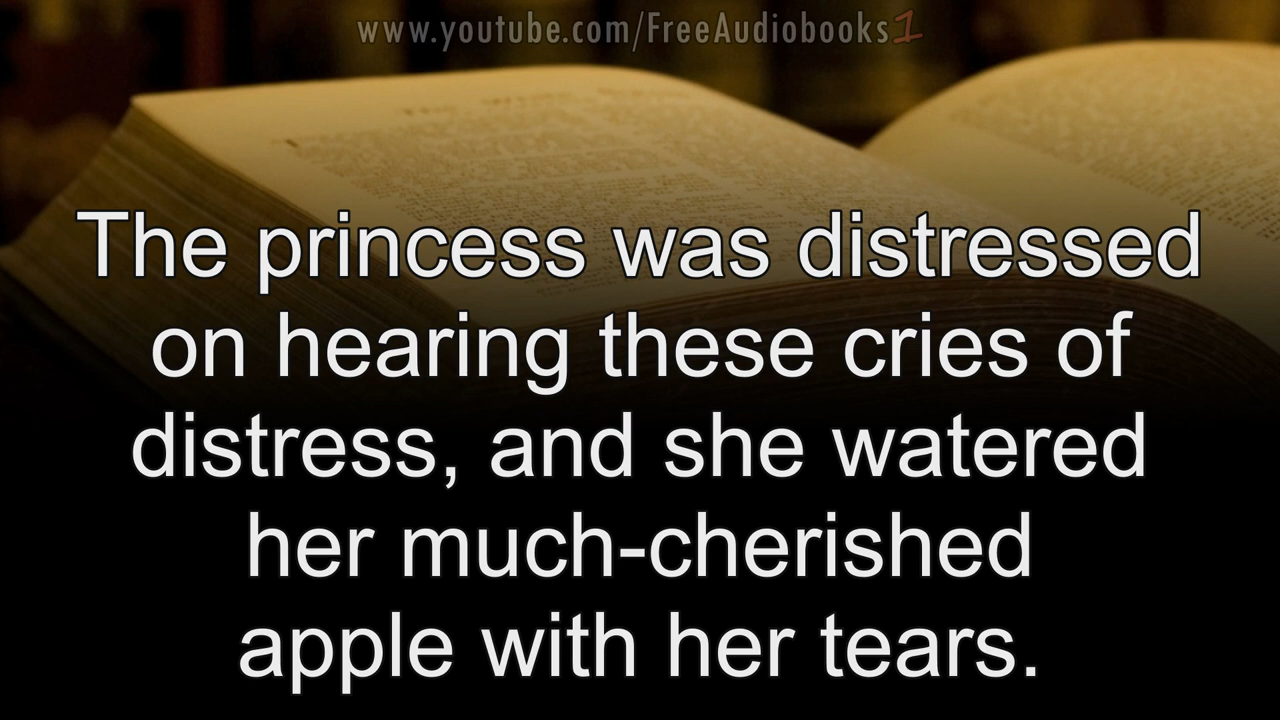 www.youtube.com/FreeAudiobooks1
The princess was distressed
on hearing these cries of
distress, and she watered
her much-cherished
apple with her tears.